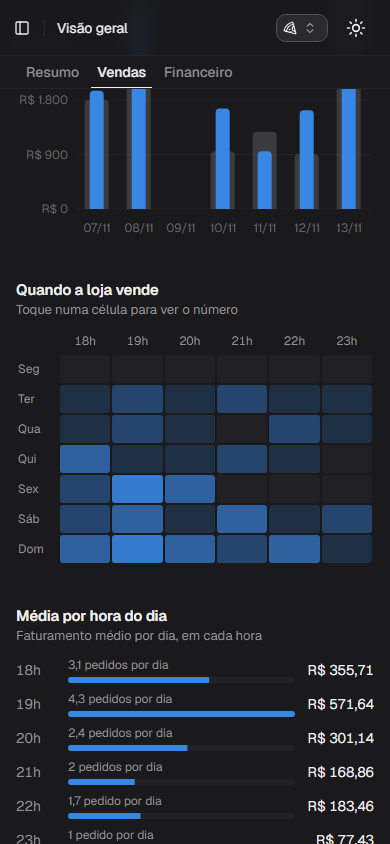 Visão geral
Resumo Vendas Financeiro
R$ 1.800
R$ 900
R$ 0
07/11 08/11 09/11 10/11 11/11 12/11 13/11
Quando a loja vende
Toque numa célula para ver o número
18h 19h 20h 21h 22h 23h
Seg
Ter
Qua
Qui
Sex
Sáb
Dom
Média por hora do dia
Faturamento médio por dia, em cada hora
18h 3,1 pedidos por dia R$ 355,71
19h 4,3 pedidos por dia R$ 571,64
20h 2,4 pedidos por dia R$ 301,14
21h 2 pedidos por dia R$ 168,86
22h 1,7 pedido por dia R$ 183,46
23h 1 pedido por dia R$ 77,43